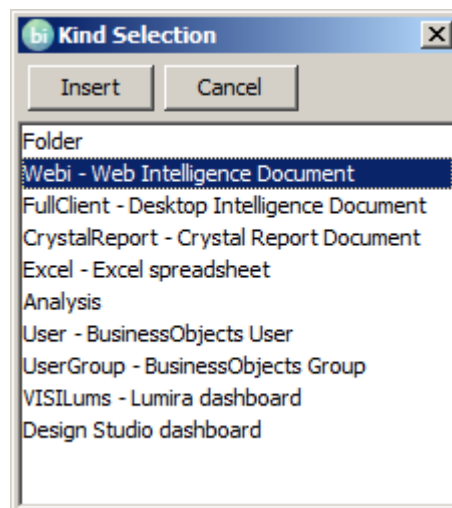 bi Kind Selection
Insert Cancel
Folder
Webi - Web Intelligence Document
FullClient - Desktop Intelligence Document
CrystalReport - Crystal Report Document
Excel - Excel spreadsheet
Analysis
User - BusinessObjects User
UserGroup - BusinessObjects Group
VISILums - Lumira dashboard
Design Studio dashboard